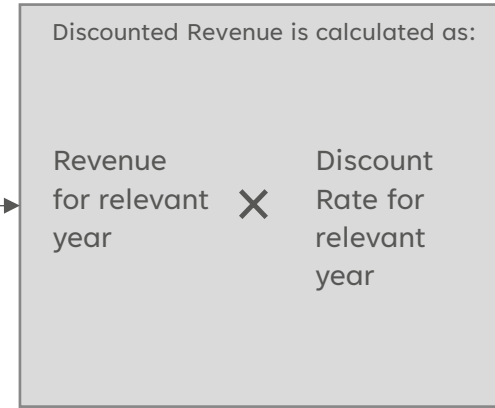 Discounted Revenue is calculated as:
Revenue
for relevant
year
×
Discount
Rate for
relevant
year